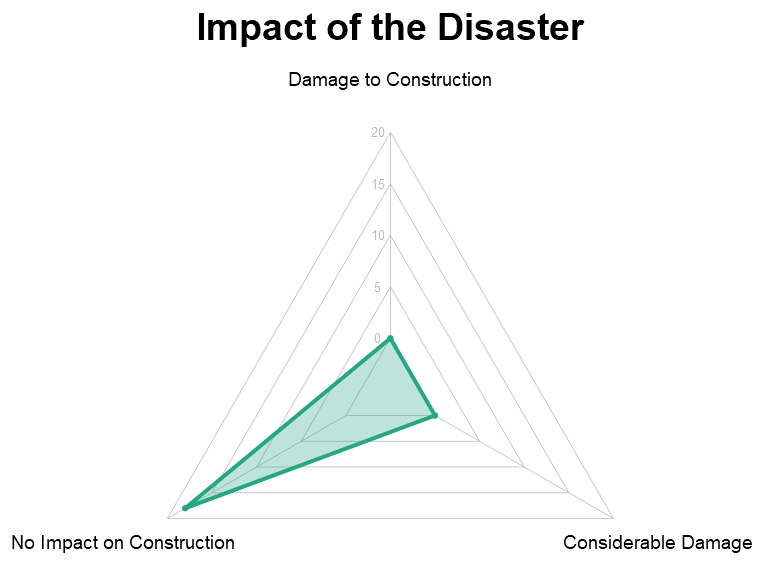 Impact of the Disaster
Damage to Construction
20
15
10
5
0
No Impact on Construction
Considerable Damage